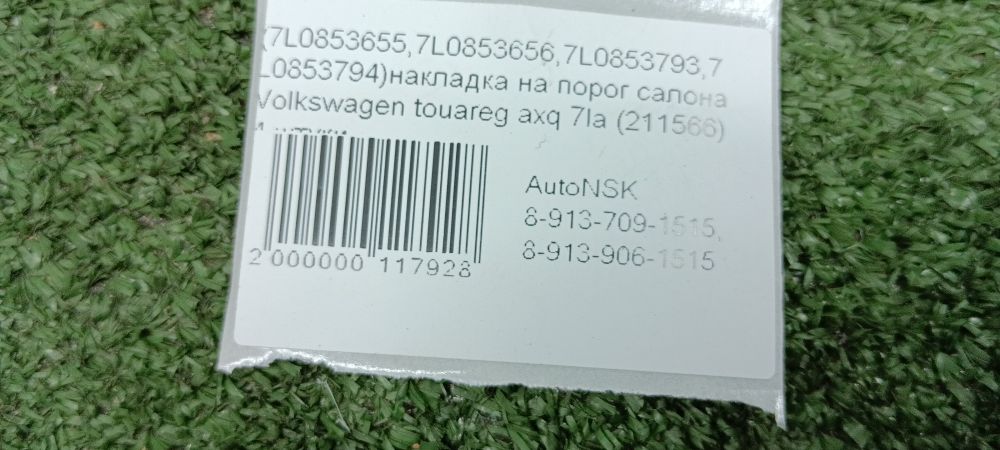 (7L0853655,7L0853656,7L0853793,7
L0853794)накладка на порог салона
Volkswagen touareg axq 7la (211566)
AutoNSK
8-913-709-1515,
8-913-906-1515
2 000000 117928